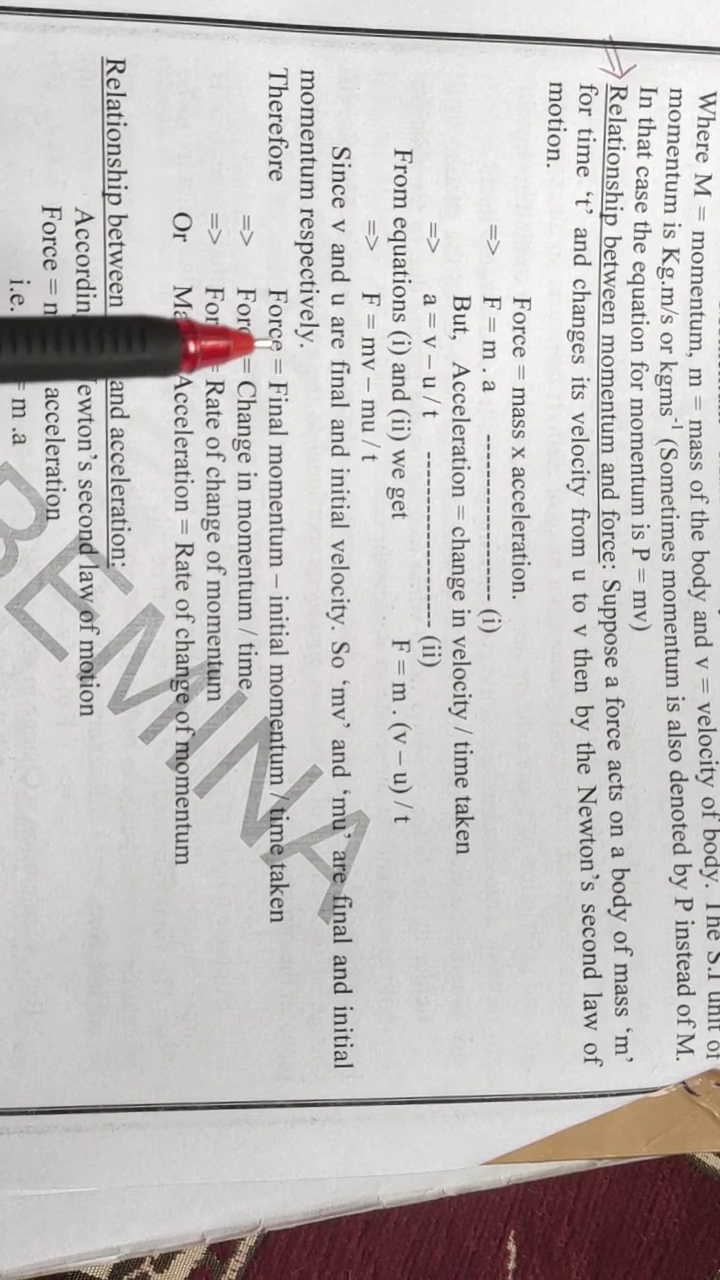 Where M = momentum, m = mass of the body and v = velocity of body. The S.I unit of
momentum is Kg.m/s or kgms⁻¹ (Sometimes momentum is also denoted by P instead of M.
In that case the equation for momentum is P = mv)
Relationship between momentum and force: Suppose a force acts on a body of mass ‘m’
for time ‘t’ and changes its velocity from u to v then by the Newton’s second law of
motion.
Force = mass x acceleration.
=> F = m . a -------------------- (i)
But, Acceleration = change in velocity / time taken
=> a = v – u / t --------------------- (ii)
From equations (i) and (ii) we get F = m . (v – u) / t
=> F = mv – mu / t
Since v and u are final and initial velocity. So ‘mv’ and ‘mu’ are final and initial
momentum respectively.
Therefore Force = Final momentum – initial momentum / time taken
=> = Change in momentum / time
=> = Rate of change of momentum
Or Acceleration = Rate of change of momentum
Relationship between and acceleration:
second law of motion
Force = acceleration
i.e. = m .a
BEMINA